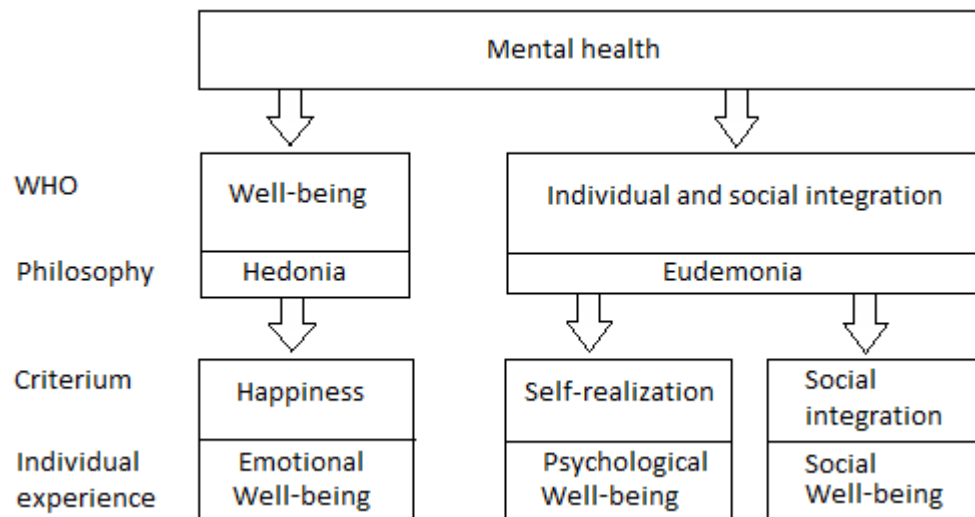 Mental health
WHO
Well-being
Individual and social integration
Philosophy
Hedonia
Eudemonia
Criterium
Happiness
Self-realization
Social
integration
Individual
experience
Emotional
Well-being
Psychological
Well-being
Social
Well-being